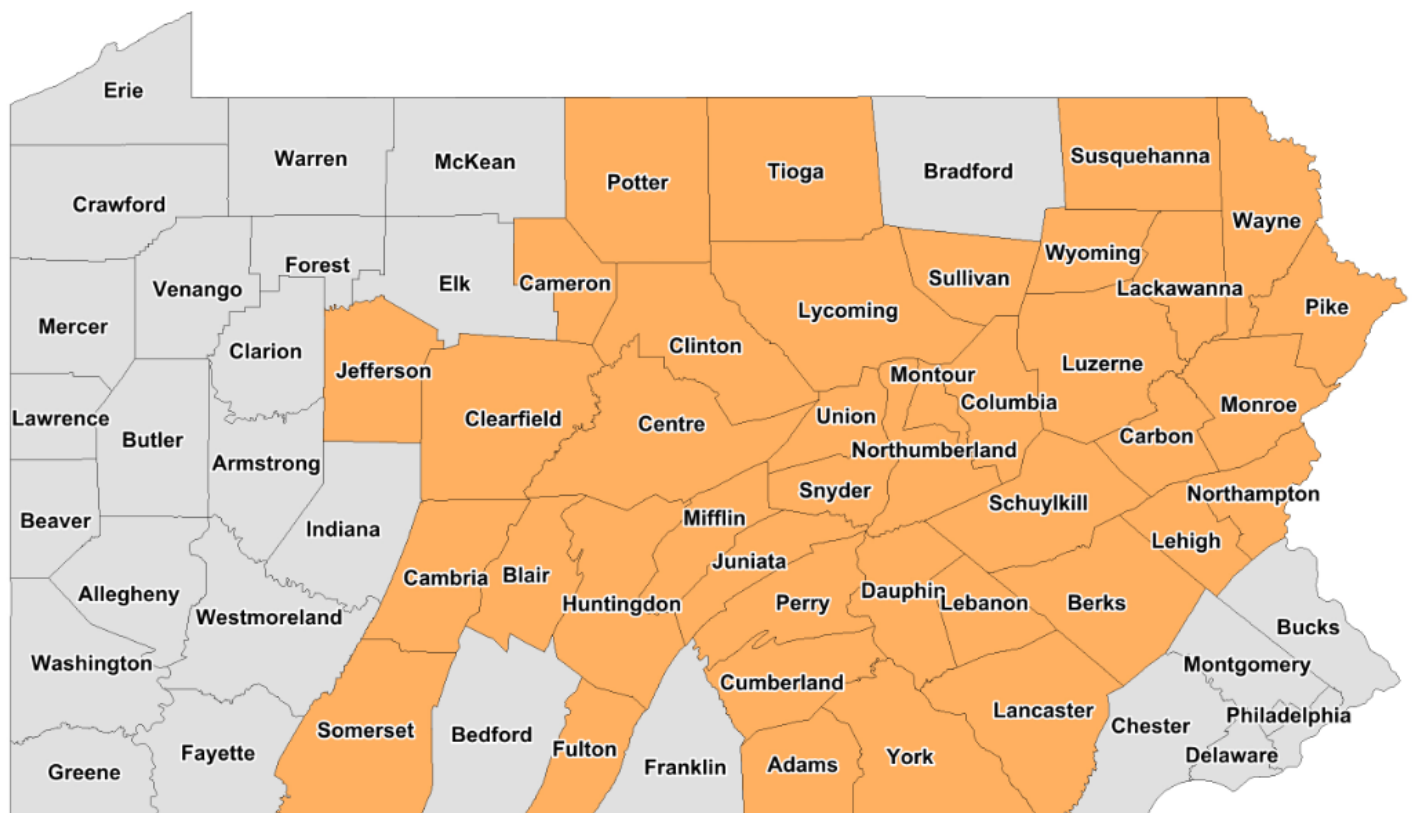 Erie
Warren
McKean
Potter
Tioga
Bradford
Susquehanna
Crawford
Wayne
Wyoming
Forest
Venango
Elk
Cameron
Sullivan
Lackawanna
Mercer
Lycoming
Pike
Clarion
Jefferson
Clinton
Luzerne
Montour
Lawrence
Butler
Clearfield
Centre
Union
Columbia
Monroe
Carbon
Armstrong
Northumberland
Snyder
Northampton
Beaver
Indiana
Mifflin
Schuylkill
Lehigh
Allegheny
Westmoreland
Cambria
Blair
Juniata
Huntingdon
Perry
Dauphin
Lebanon
Berks
Bucks
Washington
Cumberland
Montgomery
Somerset
Bedford
Lancaster
Chester
Philadelphia
Greene
Fayette
Fulton
Franklin
Adams
York
Delaware